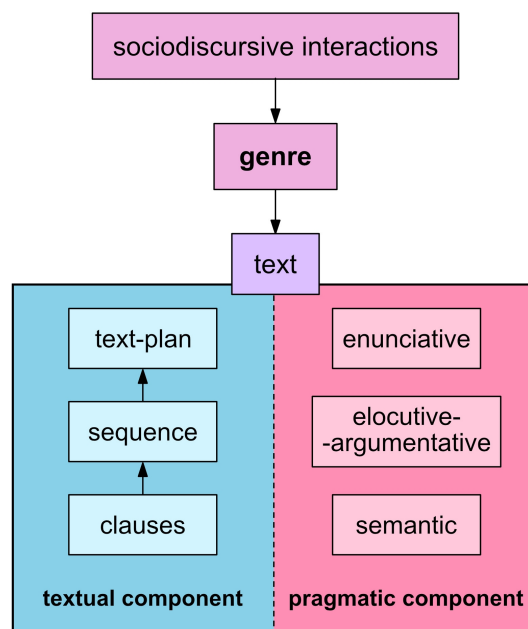 sociodiscursive interactions
genre
text
text-plan
sequence
clauses
textual component
enunciative
elocutive-
-argumentative
semantic
pragmatic component